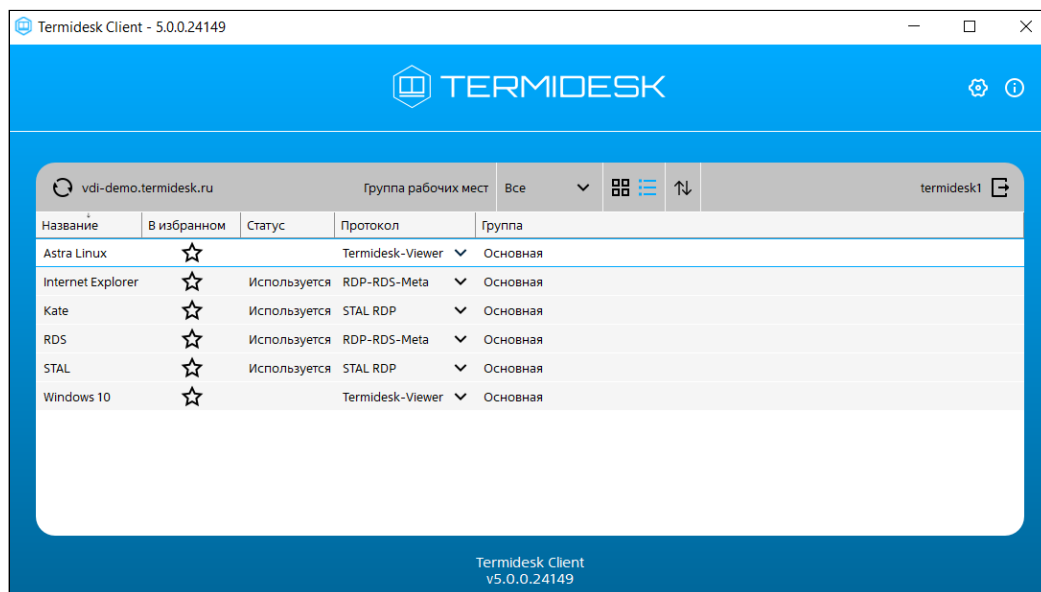 Termidesk Client - 5.0.0.24149
TERMIDESK
vdi-demo.termidesk.ru Группа рабочих мест Все termidesk1
Название В избранном Статус Протокол Группа
Astra Linux Termidesk-Viewer Основная
Internet Explorer Используется RDP-RDS-Meta Основная
Kate Используется STAL RDP Основная
RDS Используется RDP-RDS-Meta Основная
STAL Используется STAL RDP Основная
Windows 10 Termidesk-Viewer Основная
Termidesk Client
v5.0.0.24149